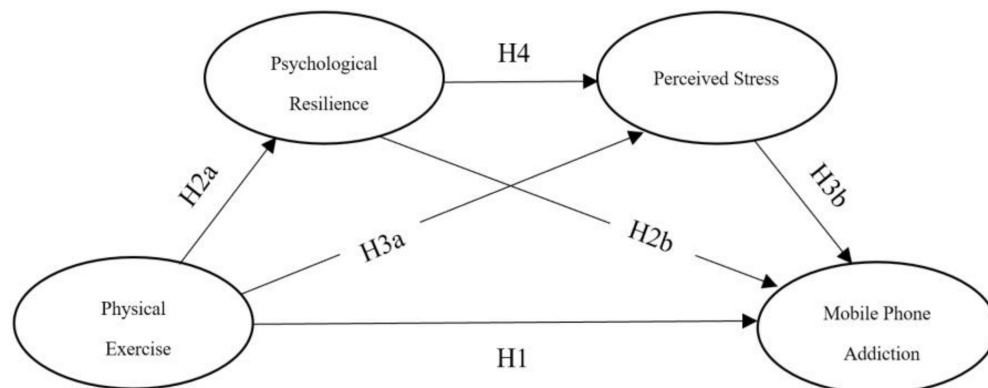 Psychological
Resilience
H4
Perceived Stress
H2a
H3a
H2b
H3b
Physical
Exercise
H1
Mobile Phone
Addiction